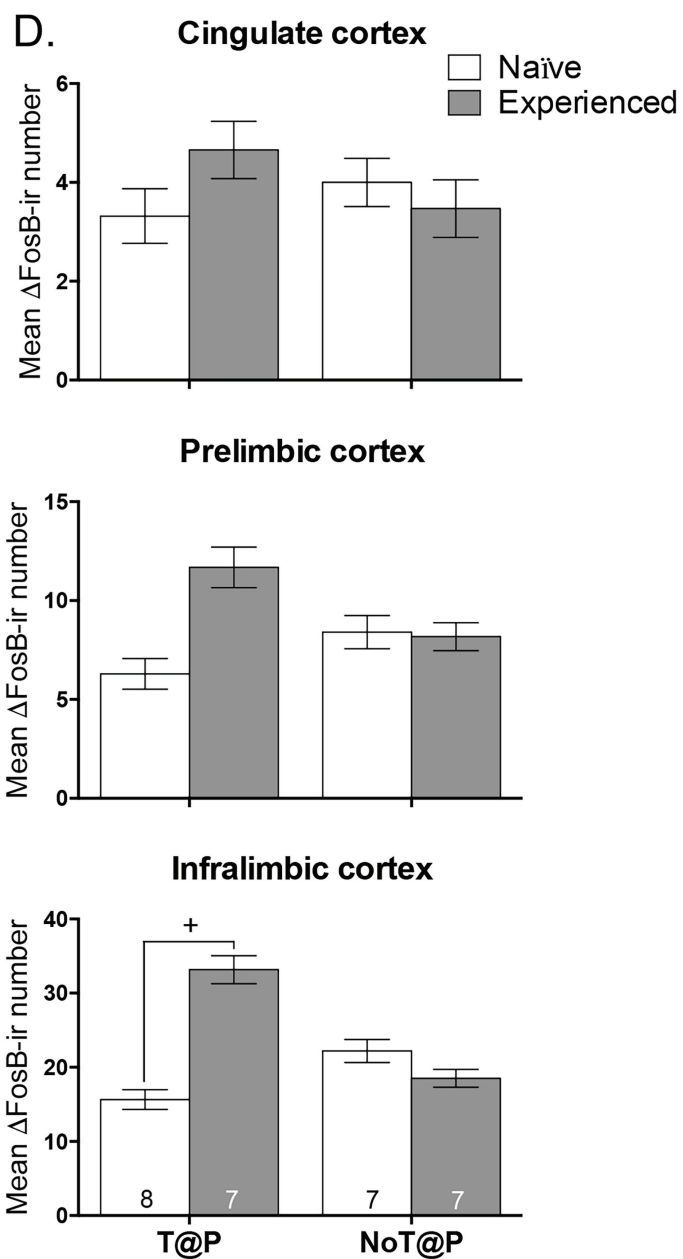 D.
Cingulate cortex
Naïve
Experienced
Mean ΔFosB-ir number
6
4
2
0
Prelimbic cortex
Mean ΔFosB-ir number
15
10
5
0
Infralimbic cortex
Mean ΔFosB-ir number
40
30
20
10
0
+
8 7 7 7
T@P NoT@P